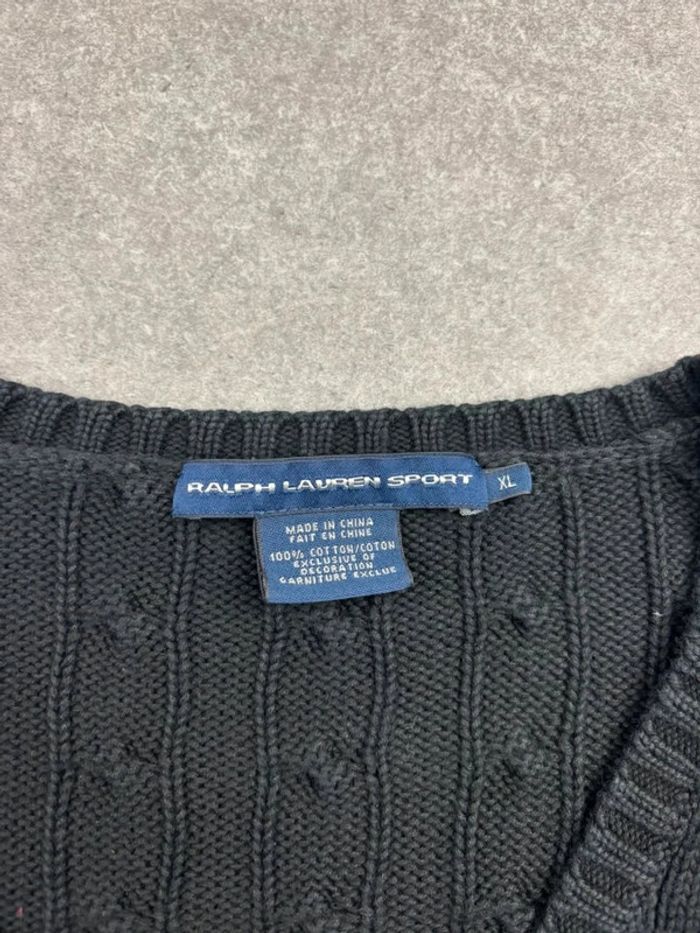 RALPH LAUREN SPORT
XL
MADE IN CHINA
FAIT EN CHINE
100% COTTON/COTON
EXCLUSIVE OF
DECORATION
GARNITURE EXCLUE